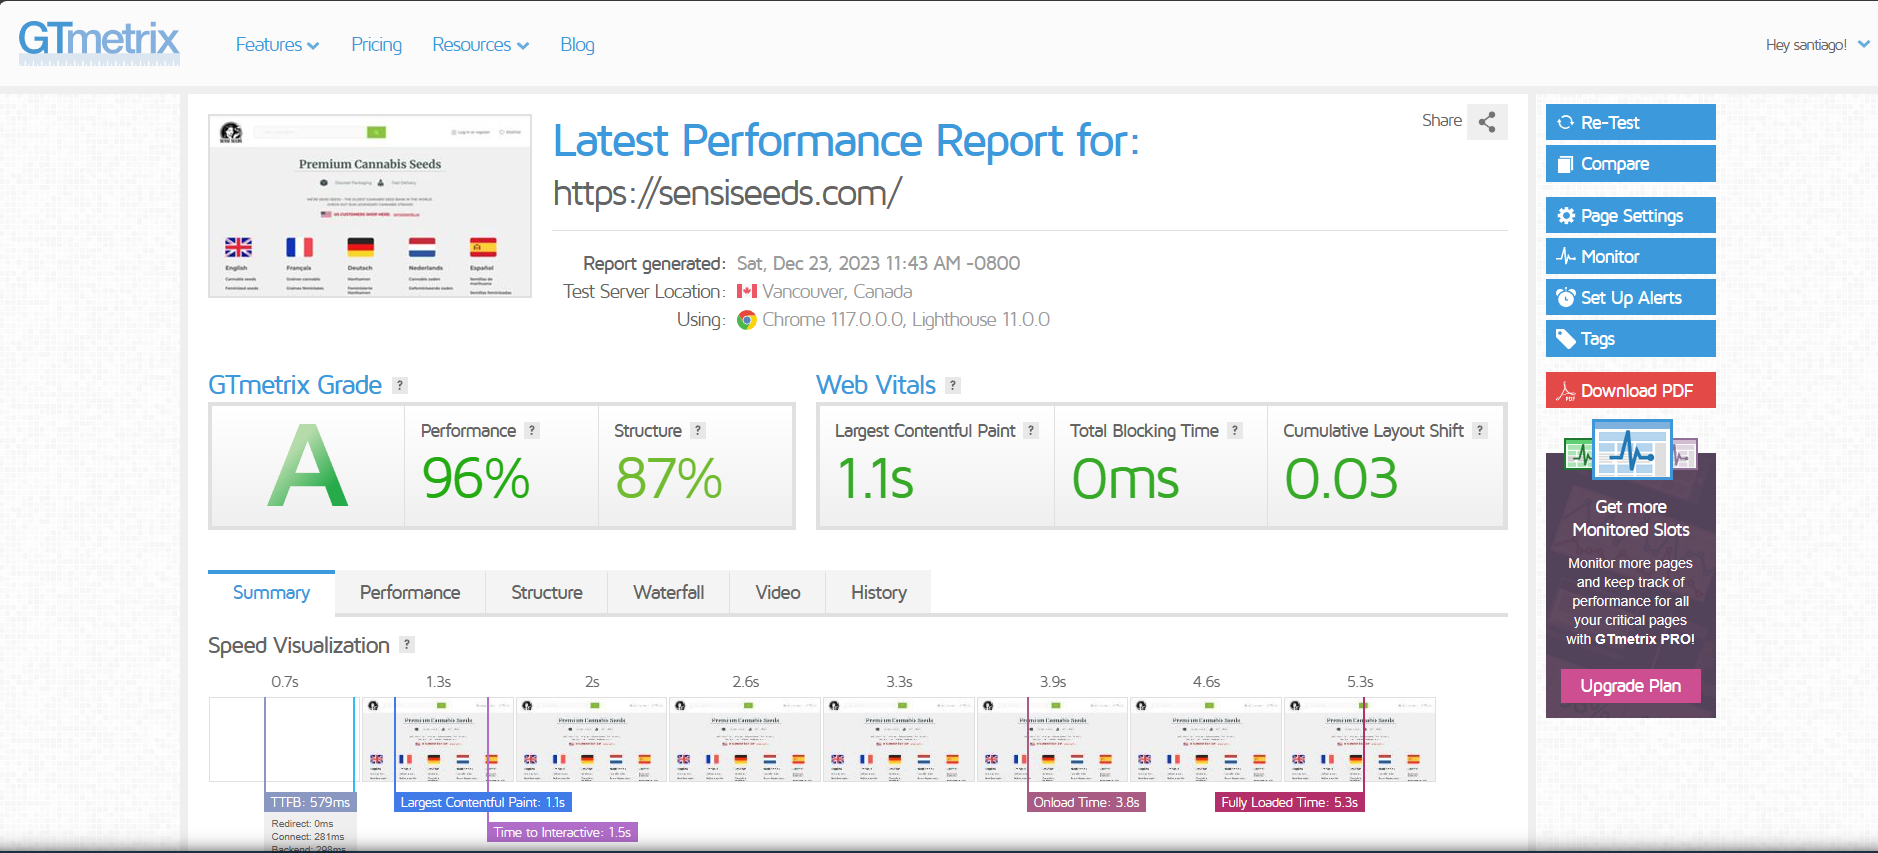 GTmetrix
Features
Pricing
Resources
Blog
Hey santiago!
Premium Cannabis Seeds
English
Français
Deutsch
Nederlands
Español
Latest Performance Report for:
https://sensiseeds.com/
Share
Report generated: Sat, Dec 23, 2023 11:43 AM -0800
Test Server Location: Vancouver, Canada
Using: Chrome 117.0.0.0, Lighthouse 11.0.0
Re-Test
Compare
Page Settings
Monitor
Set Up Alerts
Tags
Download PDF
Get more
Monitored Slots
Monitor more pages
and keep track of
performance for all
your critical pages
with GTmetrix PRO!
Upgrade Plan
GTmetrix Grade ?
A
Performance ?
96%
Structure ?
87%
Web Vitals ?
Largest Contentful Paint ?
1.1s
Total Blocking Time ?
0ms
Cumulative Layout Shift ?
0.03
Summary
Performance
Structure
Waterfall
Video
History
Speed Visualization ?
0.7s
1.3s
2s
2.6s
3.3s
3.9s
4.6s
5.3s
TTFB: 579ms
Redirect: 0ms
Connect: 281ms
Backend: 298ms
Largest Contentful Paint: 1.1s
Time to Interactive: 1.5s
Onload Time: 3.8s
Fully Loaded Time: 5.3s